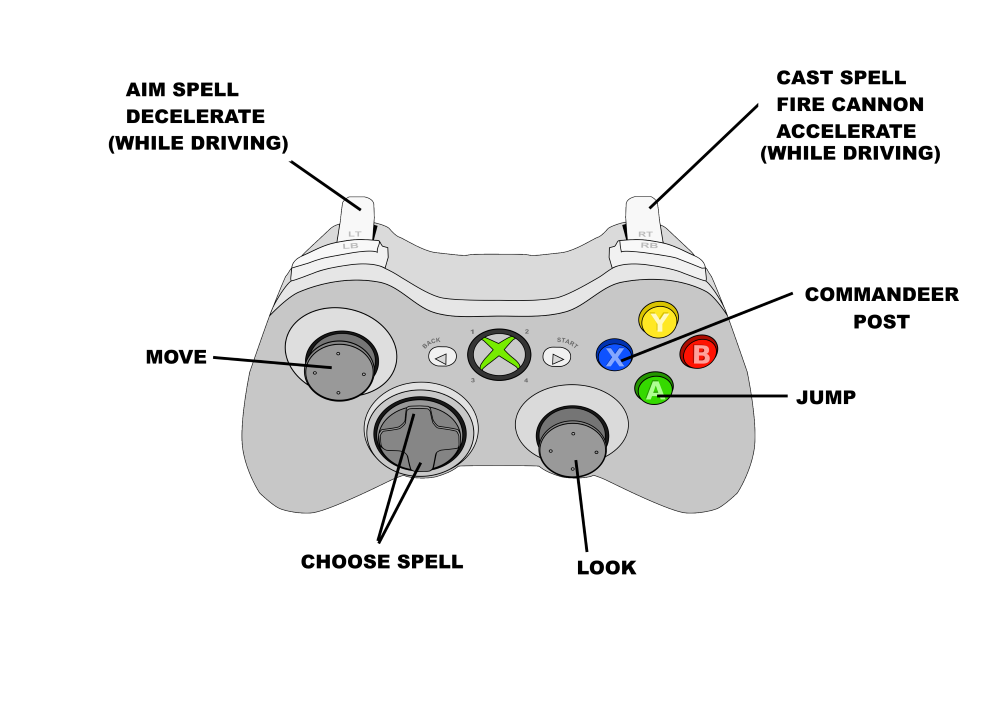 AIM SPELL
DECELERATE
(WHILE DRIVING)
CAST SPELL
FIRE CANNON
ACCELERATE
(WHILE DRIVING)
LT
LB
RT
RB
COMMANDEER
POST
MOVE
BACK
1
2
3
4
START
Y
X
B
A
JUMP
CHOOSE SPELL
LOOK